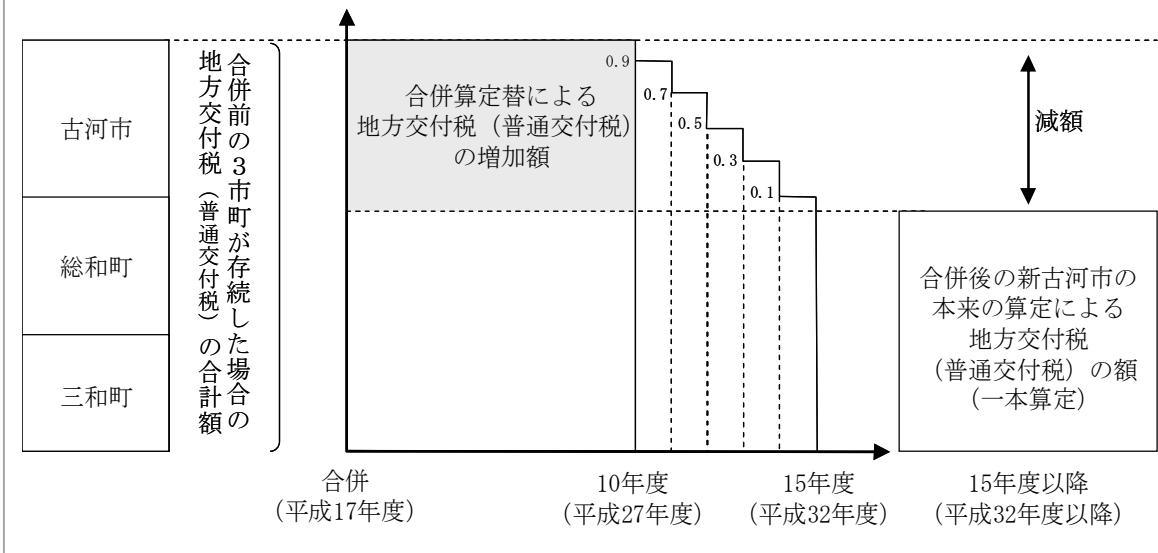 古河市
総和町
三和町
合併前の3市町が存続した場合の
地方交付税(普通交付税)の合計額
合併算定替による
地方交付税(普通交付税)
の増加額
0.9
0.7
0.5
0.3
0.1
減額
合併後の新古河市の
本来の算定による
地方交付税
(普通交付税)の額
(一本算定)
合併
(平成17年度)
10年度
(平成27年度)
15年度
(平成32年度)
15年度以降
(平成32年度以降)